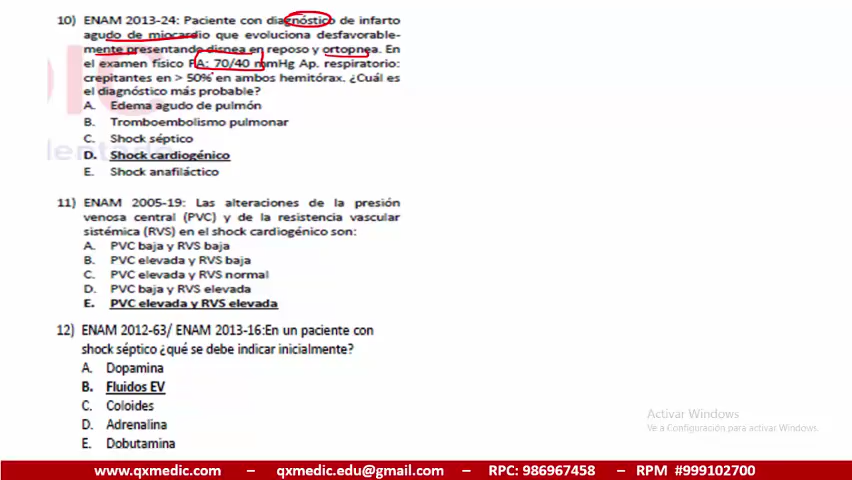 10) ENAM 2013-24: Paciente con diagnóstico de infarto
agudo de miocardio que evoluciona desfavorable-
mente presentando disnea en reposo y ortopnea. En
el examen físico PA: 70/40 mmHg Ap. respiratorio:
crepitantes en > 50% en ambos hemitórax. ¿Cuál es
el diagnóstico más probable?
A. Edema agudo de pulmón
B. Tromboembolismo pulmonar
C. Shock séptico
D. Shock cardiogénico
E. Shock anafiláctico
11) ENAM 2005-19: Las alteraciones de la presión
venosa central (PVC) y de la resistencia vascular
sistémica (RVS) en el shock cardiogénico son:
A. PVC baja y RVS baja
B. PVC elevada y RVS baja
C. PVC elevada y RVS normal
D. PVC baja y RVS elevada
E. PVC elevada y RVS elevada
12) ENAM 2012-63/ ENAM 2013-16:En un paciente con
shock séptico ¿qué se debe indicar inicialmente?
A. Dopamina
B. Fluidos EV
C. Coloides
D. Adrenalina
E. Dobutamina
Activar Windows
Ve a Configuración para activar Windows.
www.qxmedic.com – qxmedic.edu@gmail.com – RPC: 986967458 – RPM #999102700